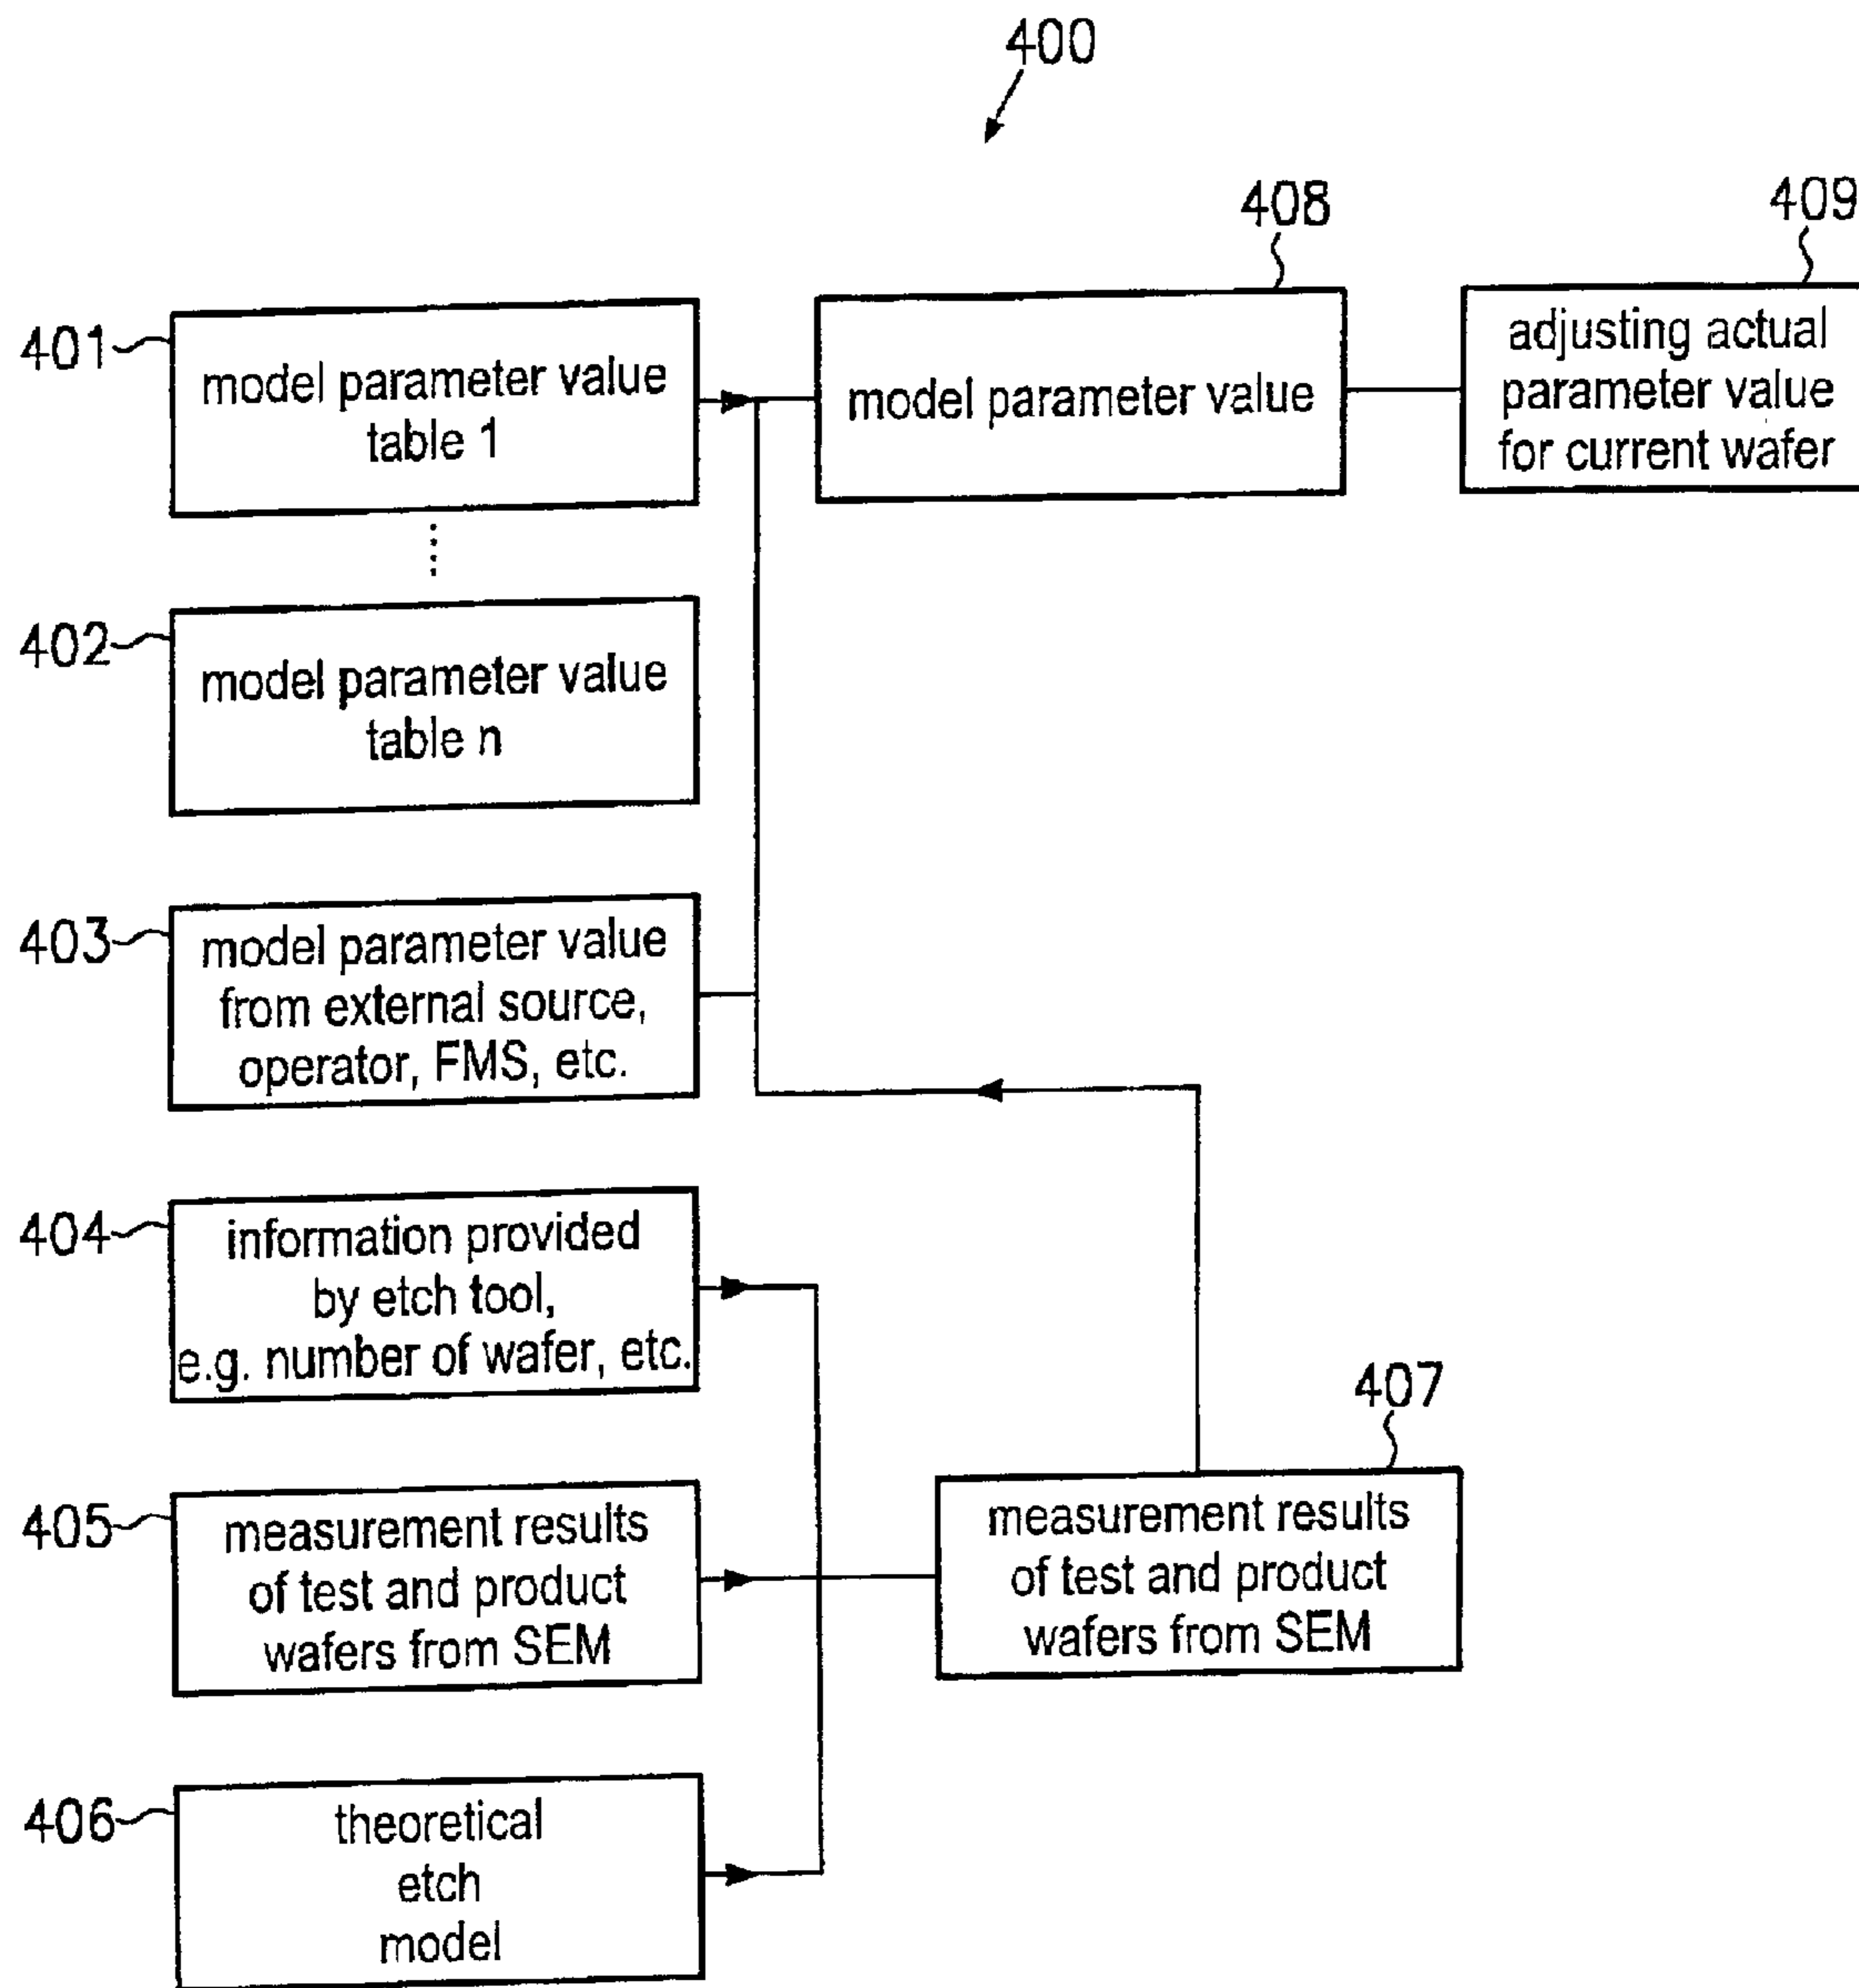 400
408
409
401
model parameter value
table 1
model parameter value
adjusting actual
parameter value
for current wafer
402
model parameter value
table n
403
model parameter value
from external source,
operator, FMS, etc.
404
information provided
by etch tool,
e.g. number of wafer, etc.
407
405
measurement results
of test and product
wafers from SEM
measurement results
of test and product
wafers from SEM
406
theoretical
etch
model